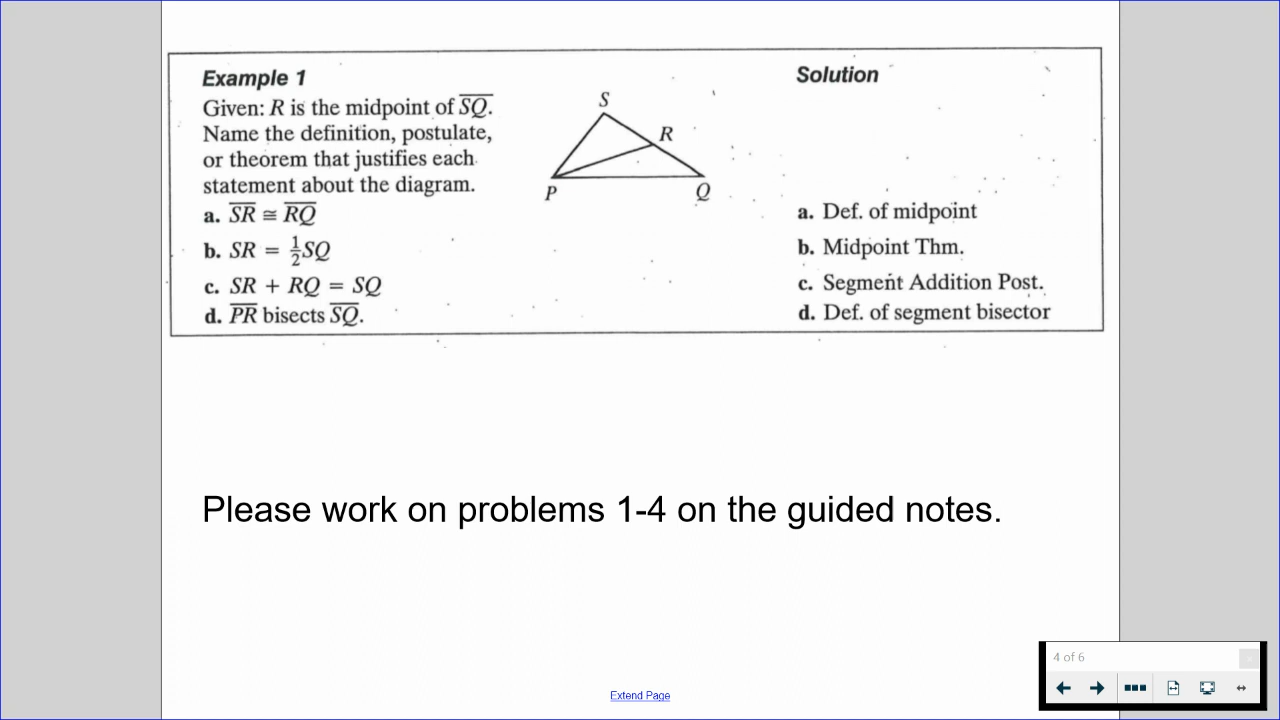 Example 1
Given: R is the midpoint of SQ.
Name the definition, postulate,
or theorem that justifies each
statement about the diagram.
a. SR ≅ RQ
b. SR = 1/2 SQ
c. SR + RQ = SQ
d. PR bisects SQ.
S
R
P
Q
Solution
a. Def. of midpoint
b. Midpoint Thm.
c. Segment Addition Post.
d. Def. of segment bisector
Please work on problems 1-4 on the guided notes.
Extend Page
4 of 6